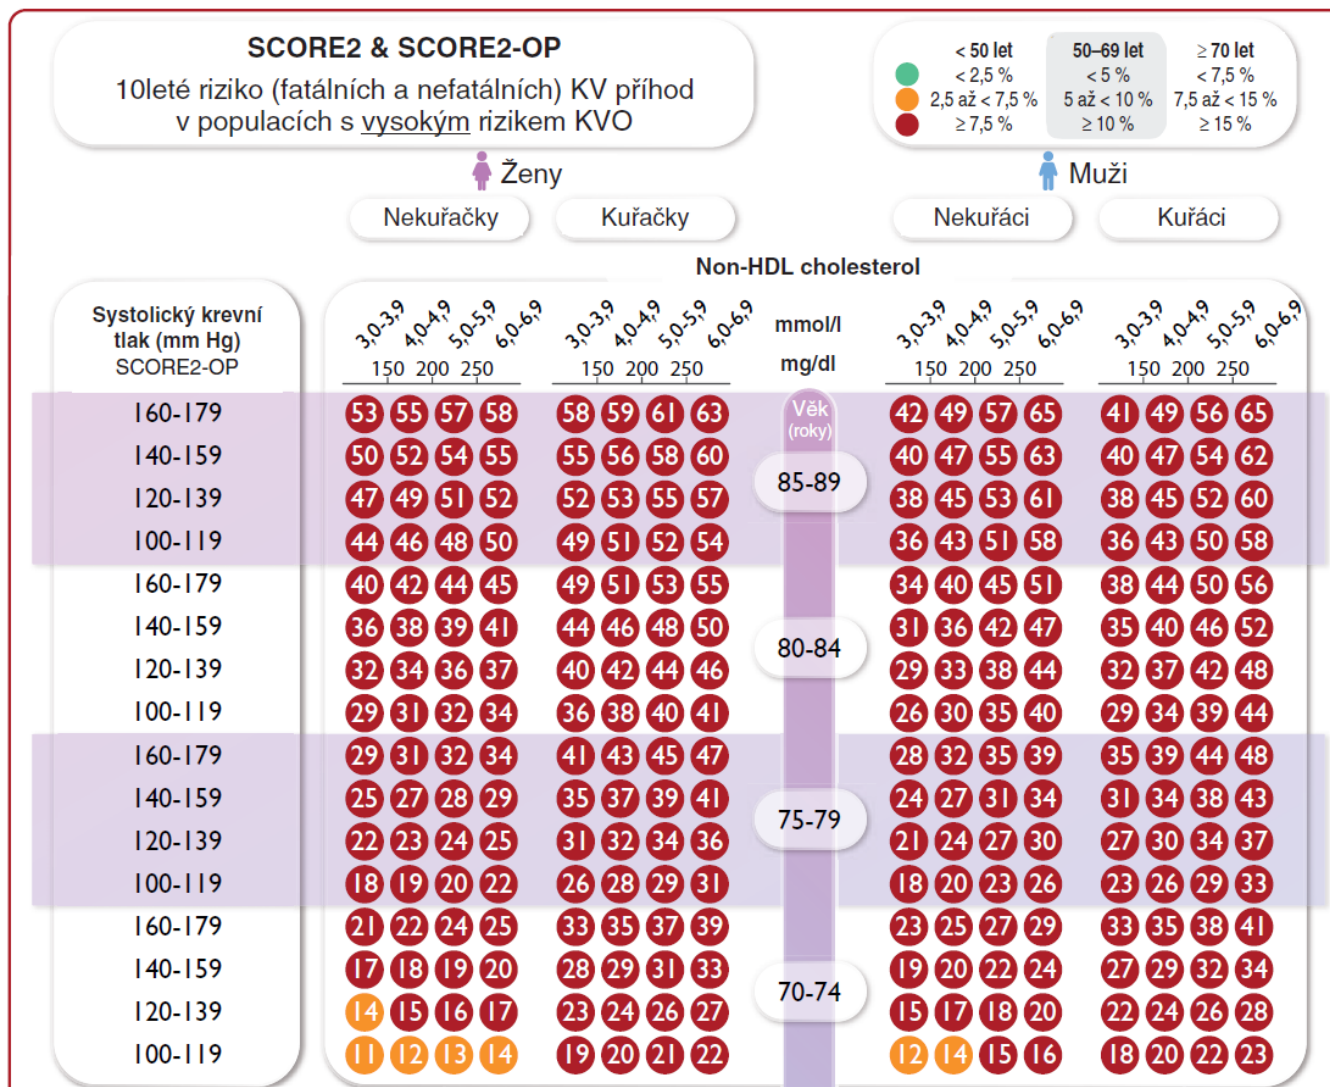 SCORE2 & SCORE2-OP
10leté riziko (fatálních a nefatálních) KV příhod
v populacích s vysokým rizikem KVO
< 50 let 50–69 let ≥ 70 let
< 2,5 % < 5 % < 7,5 %
2,5 až < 7,5 % 5 až < 10 % 7,5 až < 15 %
≥ 7,5 % ≥ 10 % ≥ 15 %
Ženy Muži
Nekuřačky Kuřačky Nekuřáci Kuřáci
Non-HDL cholesterol
Systolický krevní
tlak (mm Hg)
SCORE2-OP
3,0-3,9 4,0-4,9 5,0-5,9 6,0-6,9 3,0-3,9 4,0-4,9 5,0-5,9 6,0-6,9 mmol/l 3,0-3,9 4,0-4,9 5,0-5,9 6,0-6,9 3,0-3,9 4,0-4,9 5,0-5,9 6,0-6,9
150 200 250 150 200 250 mg/dl 150 200 250 150 200 250
Věk
(roky)
160-179 53 55 57 58 58 59 61 63 42 49 57 65 41 49 56 65
140-159 50 52 54 55 55 56 58 60 40 47 55 63 40 47 54 62
85-89
120-139 47 49 51 52 52 53 55 57 38 45 53 61 38 45 52 60
100-119 44 46 48 50 49 51 52 54 36 43 51 58 36 43 50 58
160-179 40 42 44 45 49 51 53 55 34 40 45 51 38 44 50 56
140-159 36 38 39 41 44 46 48 50 31 36 42 47 35 40 46 52
80-84
120-139 32 34 36 37 40 42 44 46 29 33 38 44 32 37 42 48
100-119 29 31 32 34 36 38 40 41 26 30 35 40 29 34 39 44
160-179 29 31 32 34 41 43 45 47 28 32 35 39 35 39 44 48
140-159 25 27 28 29 35 37 39 41 24 27 31 34 31 34 38 43
75-79
120-139 22 23 24 25 31 32 34 36 21 24 27 30 27 30 34 37
100-119 18 19 20 22 26 28 29 31 18 20 23 26 23 26 29 33
160-179 21 22 24 25 33 35 37 39 23 25 27 29 33 35 38 41
140-159 17 18 19 20 28 29 31 33 19 20 22 24 27 29 32 34
70-74
120-139 14 15 16 17 23 24 26 27 15 17 18 20 22 24 26 28
100-119 11 12 13 14 19 20 21 22 12 14 15 16 18 20 22 23